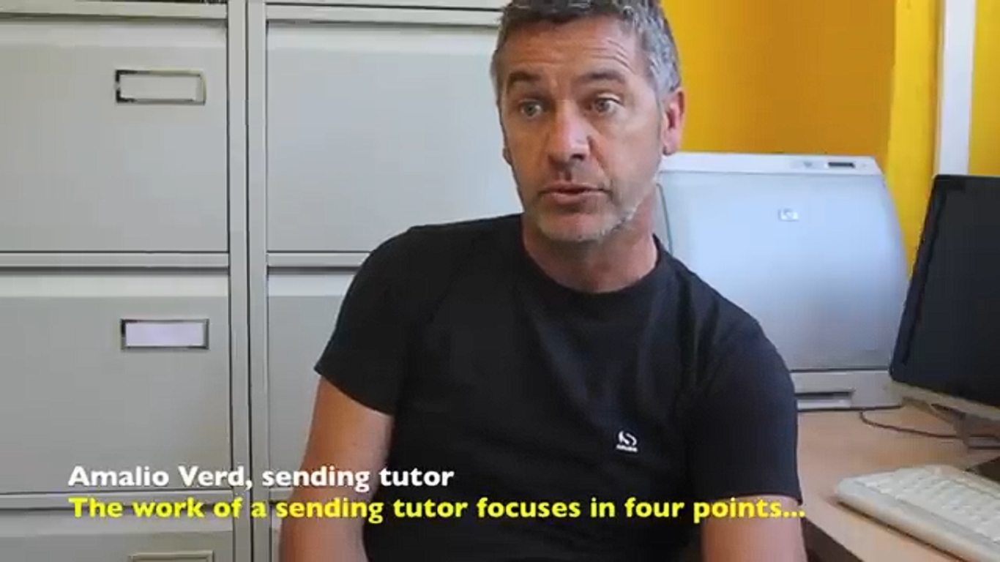 Amalio Verd, sending tutor
The work of a sending tutor focuses in four points...